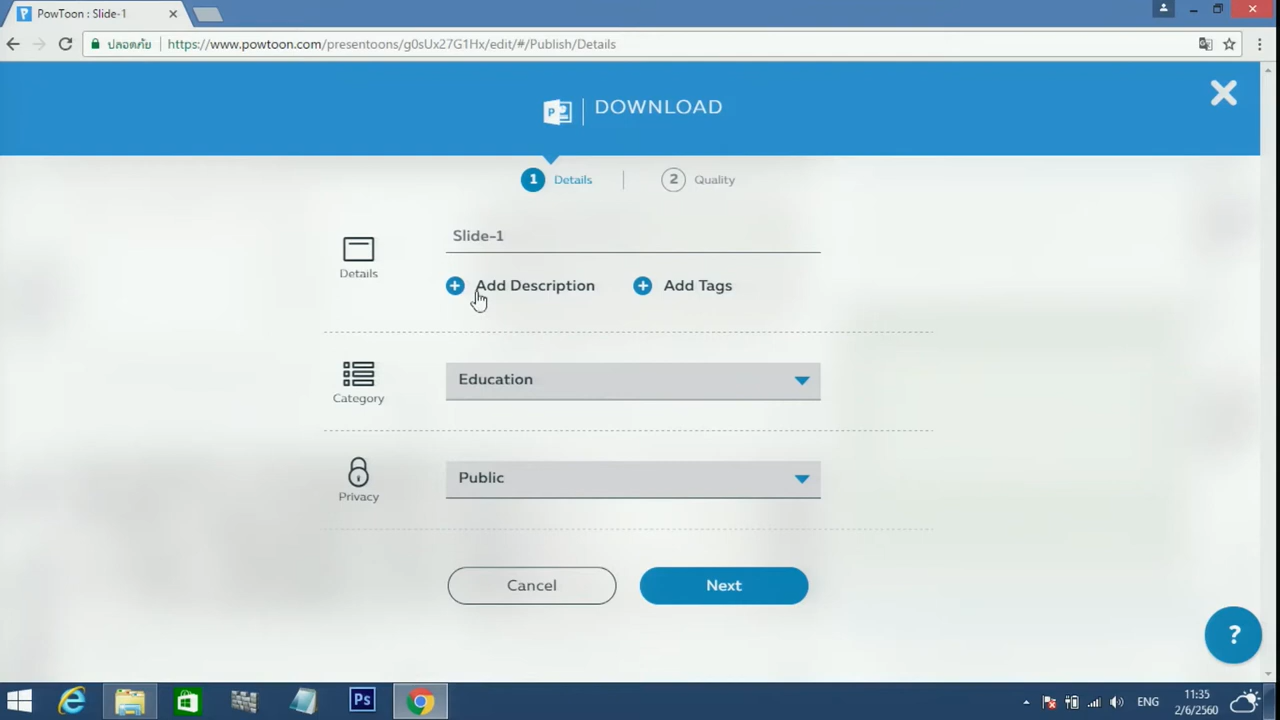 PowToon : Slide-1
ปลอดภัย
https://www.powtoon.com/presentoons/g0sUx27G1Hx/edit/#/Publish/Details
P DOWNLOAD
1 Details
2 Quality
Details
Slide-1
Add Description
Add Tags
Category
Education
Privacy
Public
Cancel
Next
?
Ps
ENG
11:35
2/6/2560